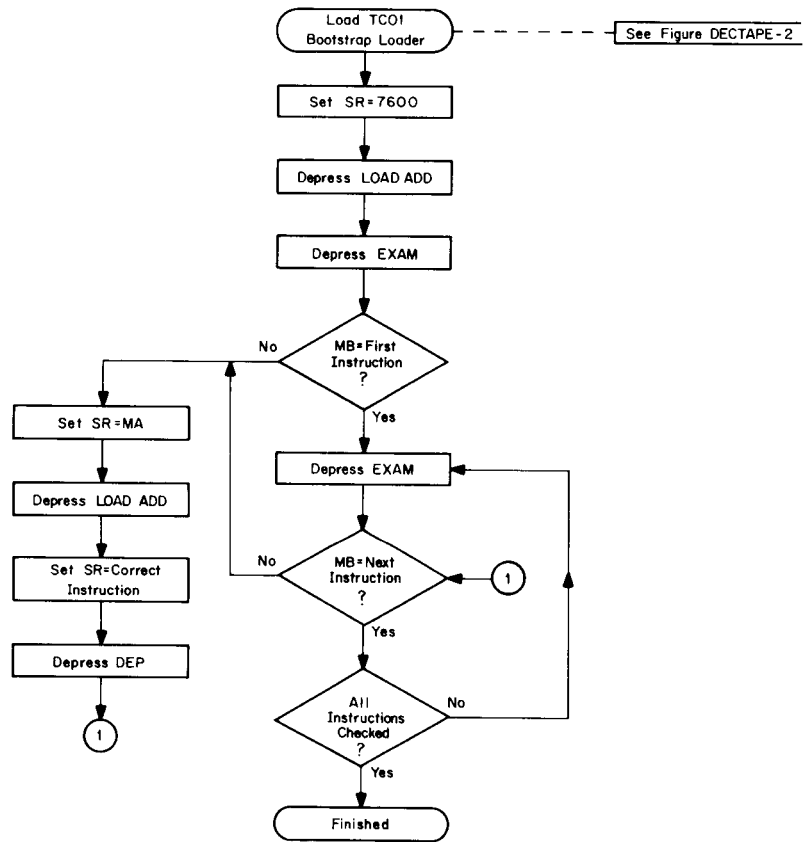 Load TC01
Bootstrap Loader
See Figure DECTAPE-2
Set SR=7600
Depress LOAD ADD
Depress EXAM
MB=First
Instruction
?
No
Yes
Set SR=MA
Depress LOAD ADD
Set SR=Correct
Instruction
Depress DEP
1
Depress EXAM
MB=Next
Instruction
?
No
1
Yes
All
Instructions
Checked
?
No
Yes
Finished